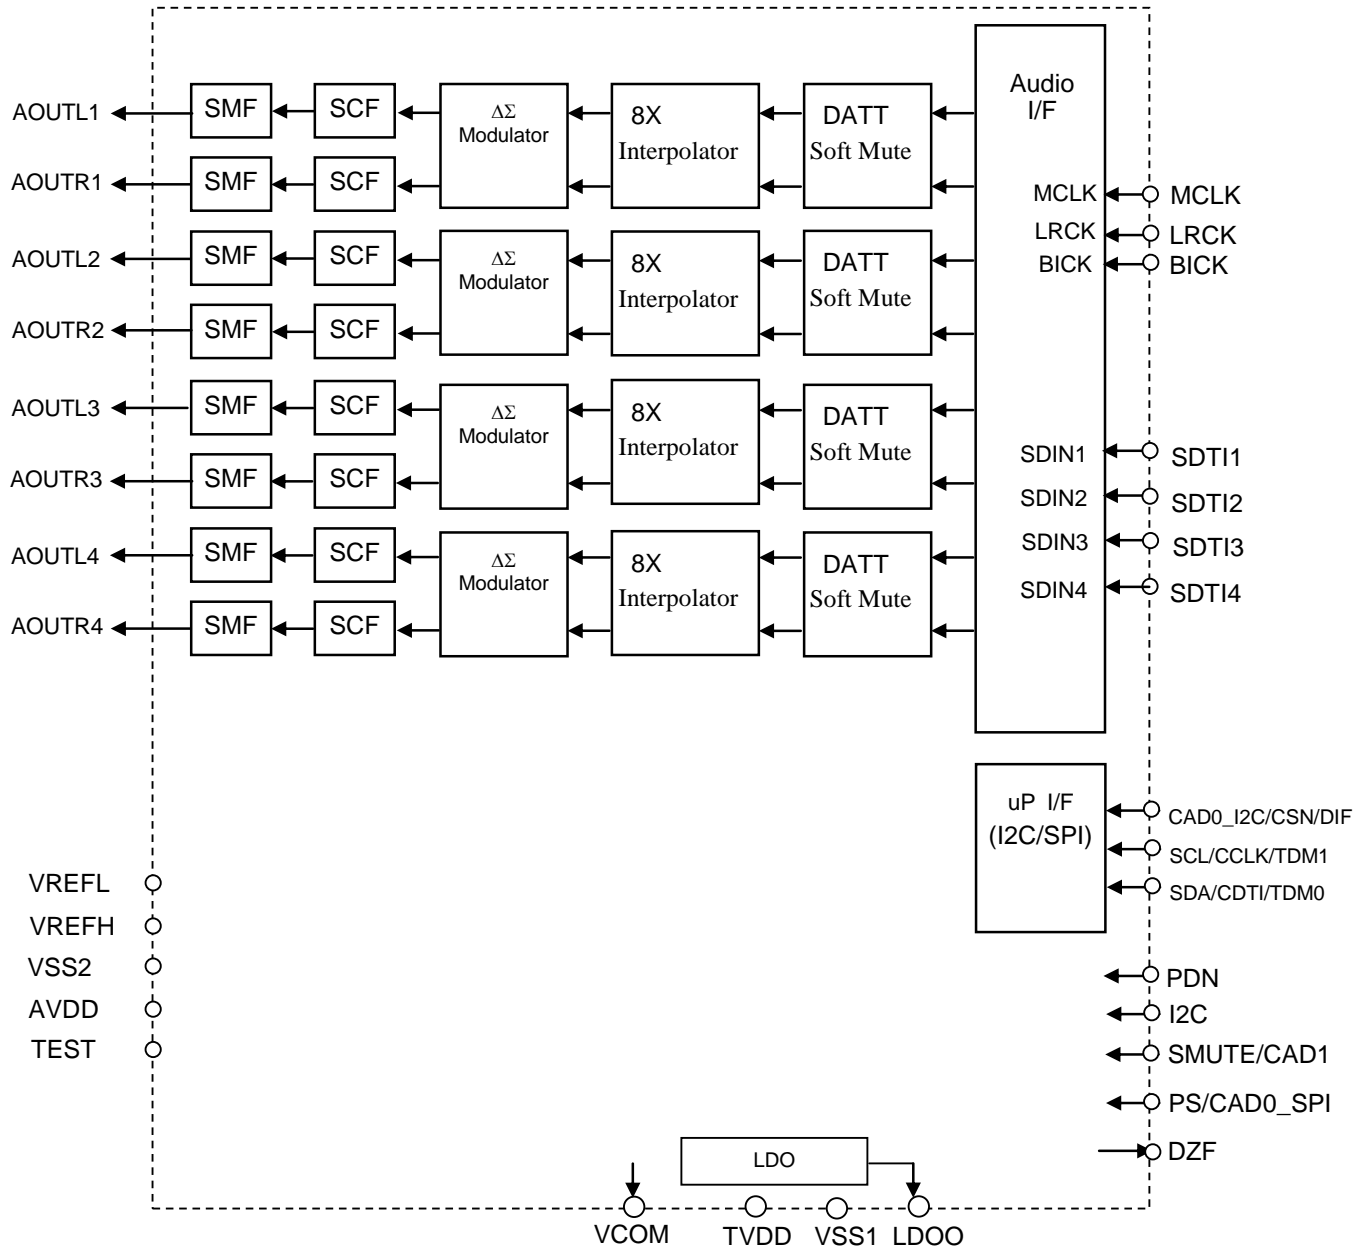 Audio
I/F
AOUTL1 SMF SCF ΔΣ Modulator 8X Interpolator DATT Soft Mute
AOUTR1 SMF SCF
MCLK MCLK
LRCK LRCK
BICK BICK
AOUTL2 SMF SCF ΔΣ Modulator 8X Interpolator DATT Soft Mute
AOUTR2 SMF SCF
AOUTL3 SMF SCF ΔΣ Modulator 8X Interpolator DATT Soft Mute
AOUTR3 SMF SCF
SDIN1 SDTI1
SDIN2 SDTI2
SDIN3 SDTI3
SDIN4 SDTI4
AOUTL4 SMF SCF ΔΣ Modulator 8X Interpolator DATT Soft Mute
AOUTR4 SMF SCF
uP I/F
(I2C/SPI)
CAD0_I2C/CSN/DIF
SCL/CCLK/TDM1
SDA/CDTI/TDM0
VREFL
VREFH
VSS2
AVDD
TEST
PDN
I2C
SMUTE/CAD1
PS/CAD0_SPI
DZF
LDO
VCOM TVDD VSS1 LDOO